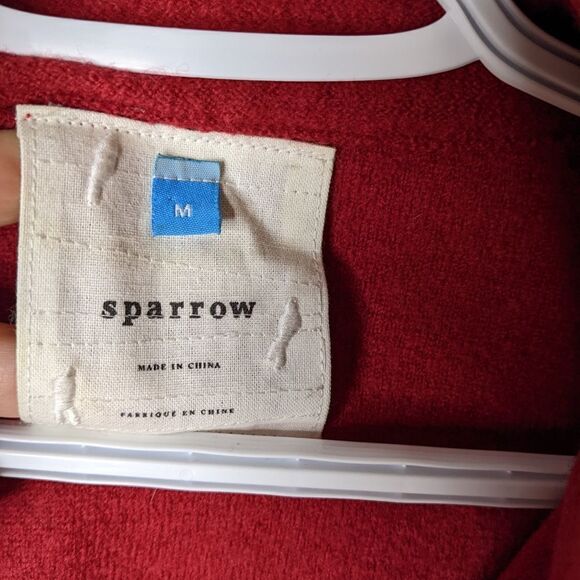 M
sparrow
MADE IN CHINA
FABRIQUÉ EN CHINE